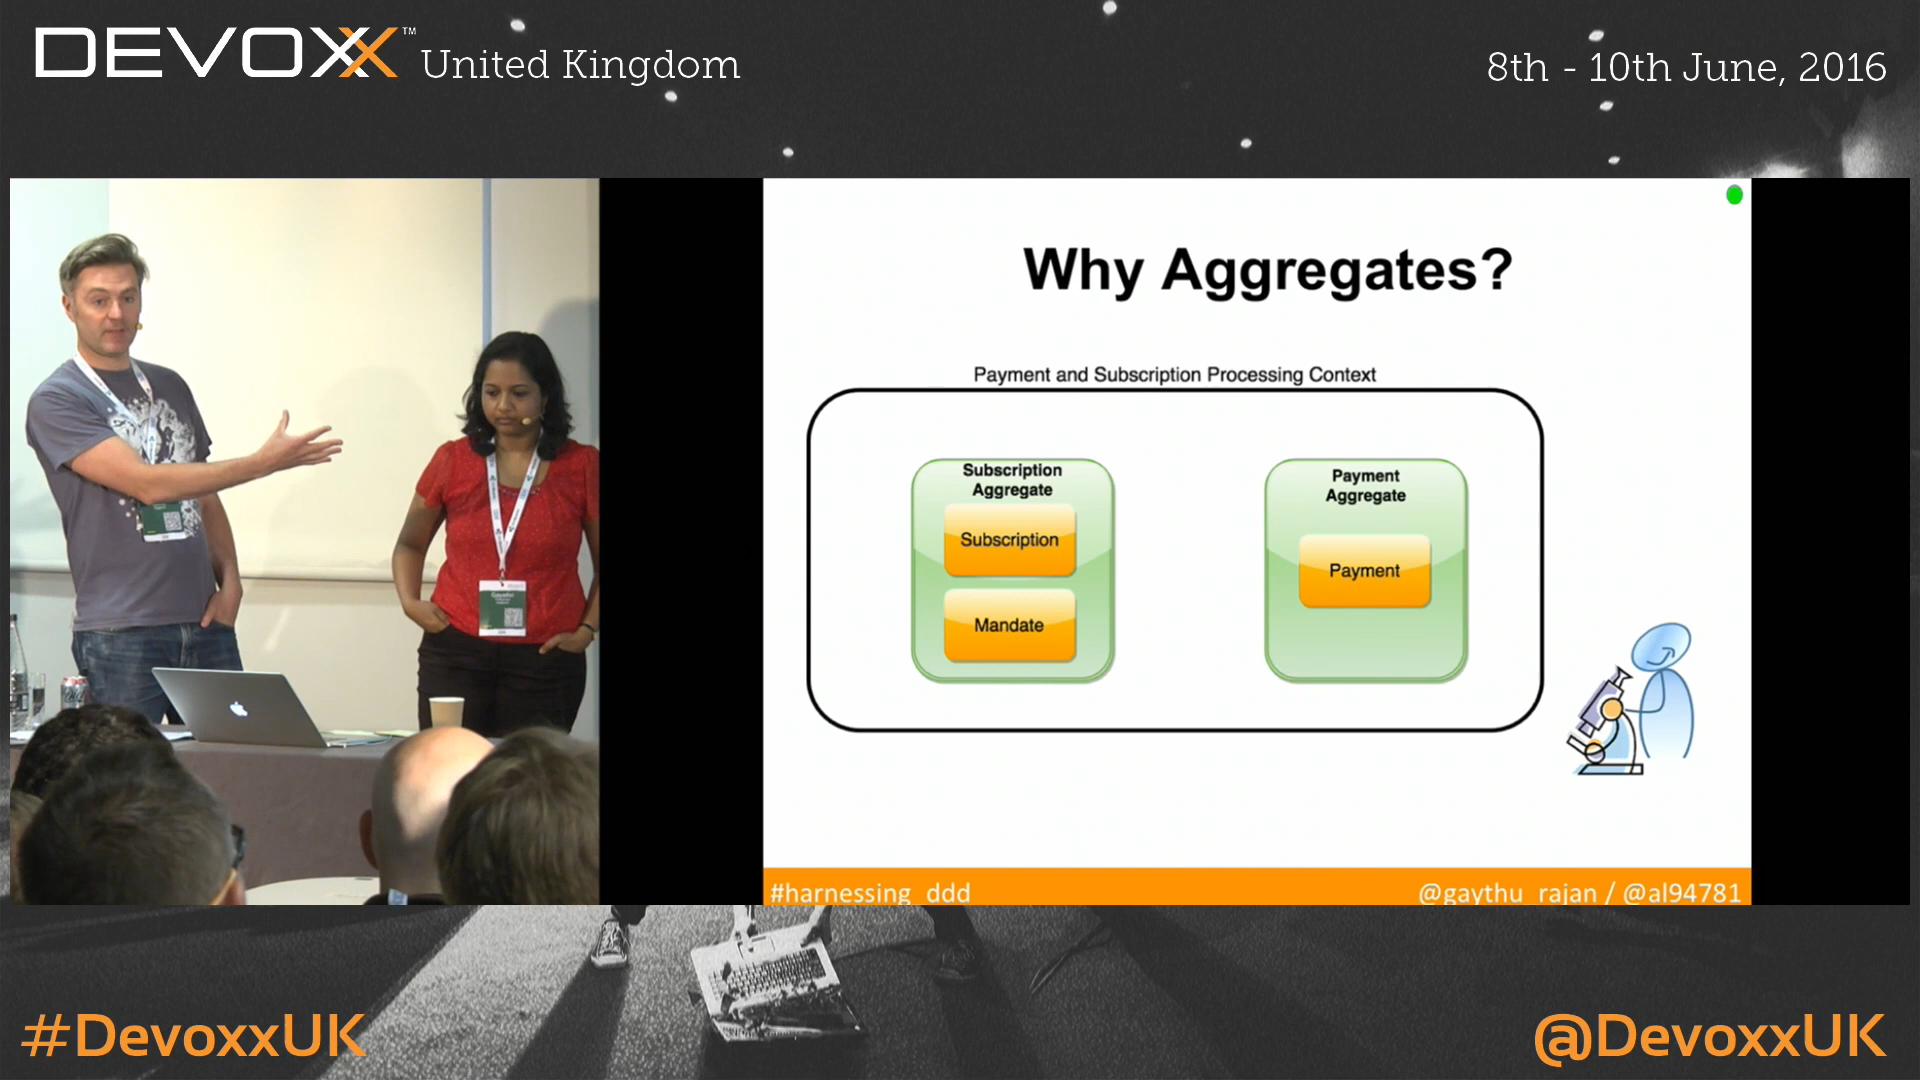 DEVOXX™ United Kingdom
8th - 10th June, 2016
Why Aggregates?
Payment and Subscription Processing Context
Subscription
Aggregate
Subscription
Mandate
Payment
Aggregate
Payment
#harnessing_ddd
@gaythu_rajan / @al94781
#DevoxxUK
@DevoxxUK